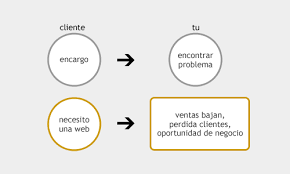 cliente
tu
encargo
encontrar
problema
necesito
una web
ventas bajan,
perdida clientes,
oportunidad de negocio